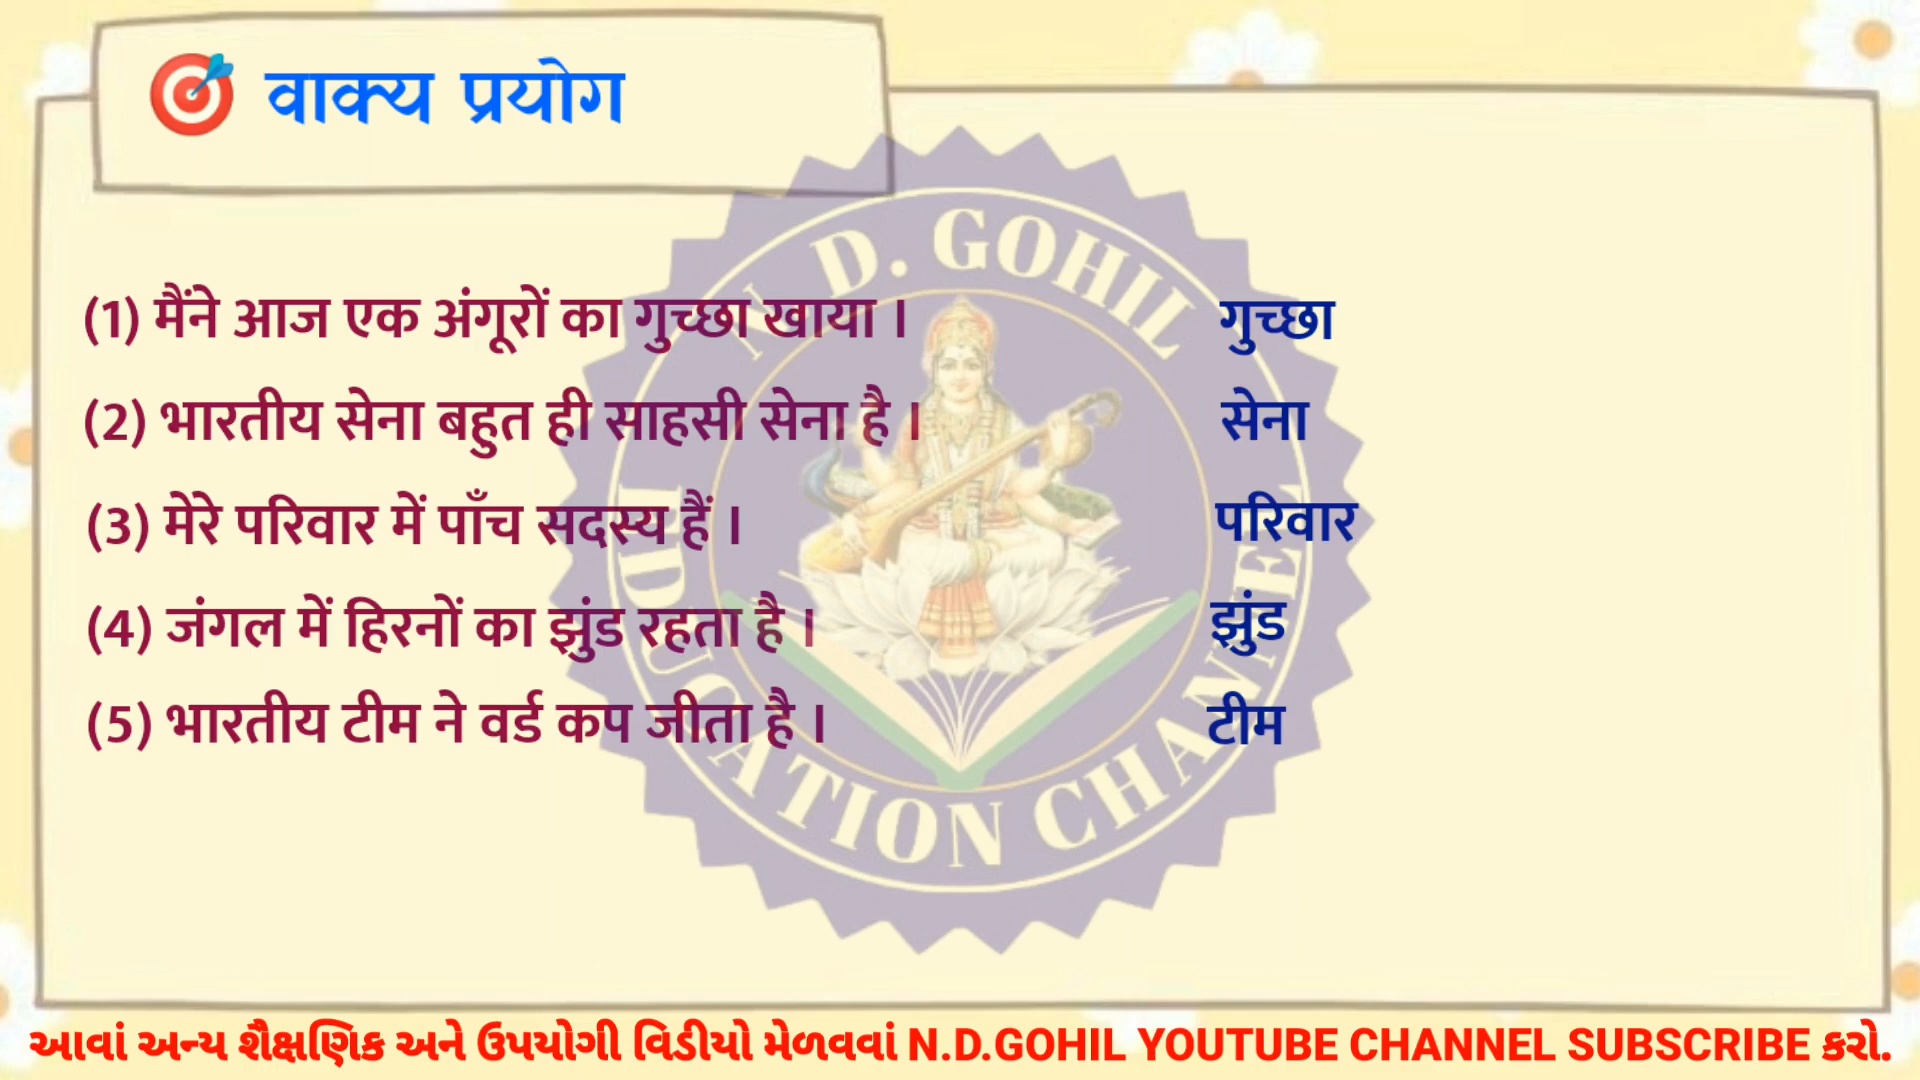 वाक्य प्रयोग
(1) मैंने आज एक अंगूरों का गुच्छा खाया । गुच्छा
(2) भारतीय सेना बहुत ही साहसी सेना है । सेना
(3) मेरे परिवार में पाँच सदस्य हैं । परिवार
(4) जंगल में हिरनों का झुंड रहता है । झुंड
(5) भारतीय टीम ने वर्ड कप जीता है । टीम
N. D. GOHIL
EDUCATION CHANNEL
આવાં અન્ય શૈક્ષણિક અને ઉપયોગી વિડીયો મેળવવાં N.D.GOHIL YOUTUBE CHANNEL SUBSCRIBE કરો.